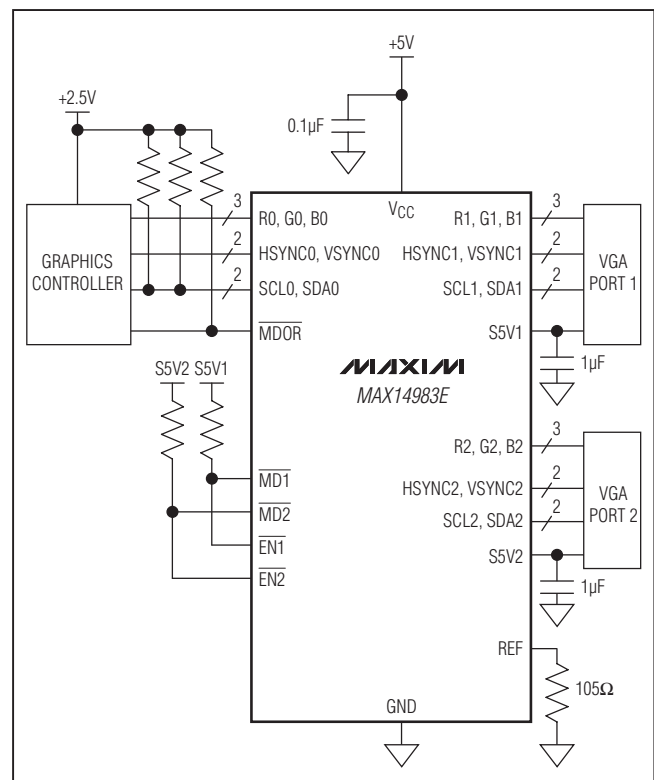 +5V
+2.5V
0.1µF
VCC
R0, G0, B0
3
HSYNC0, VSYNC0
2
SCL0, SDA0
2
MDOR
GRAPHICS
CONTROLLER
R1, G1, B1
3
HSYNC1, VSYNC1
2
SCL1, SDA1
2
S5V1
VGA
PORT 1
1µF
S5V2
S5V1
MAXIM
MAX14983E
MD1
MD2
EN1
EN2
R2, G2, B2
3
HSYNC2, VSYNC2
2
SCL2, SDA2
2
S5V2
VGA
PORT 2
1µF
REF
105Ω
GND